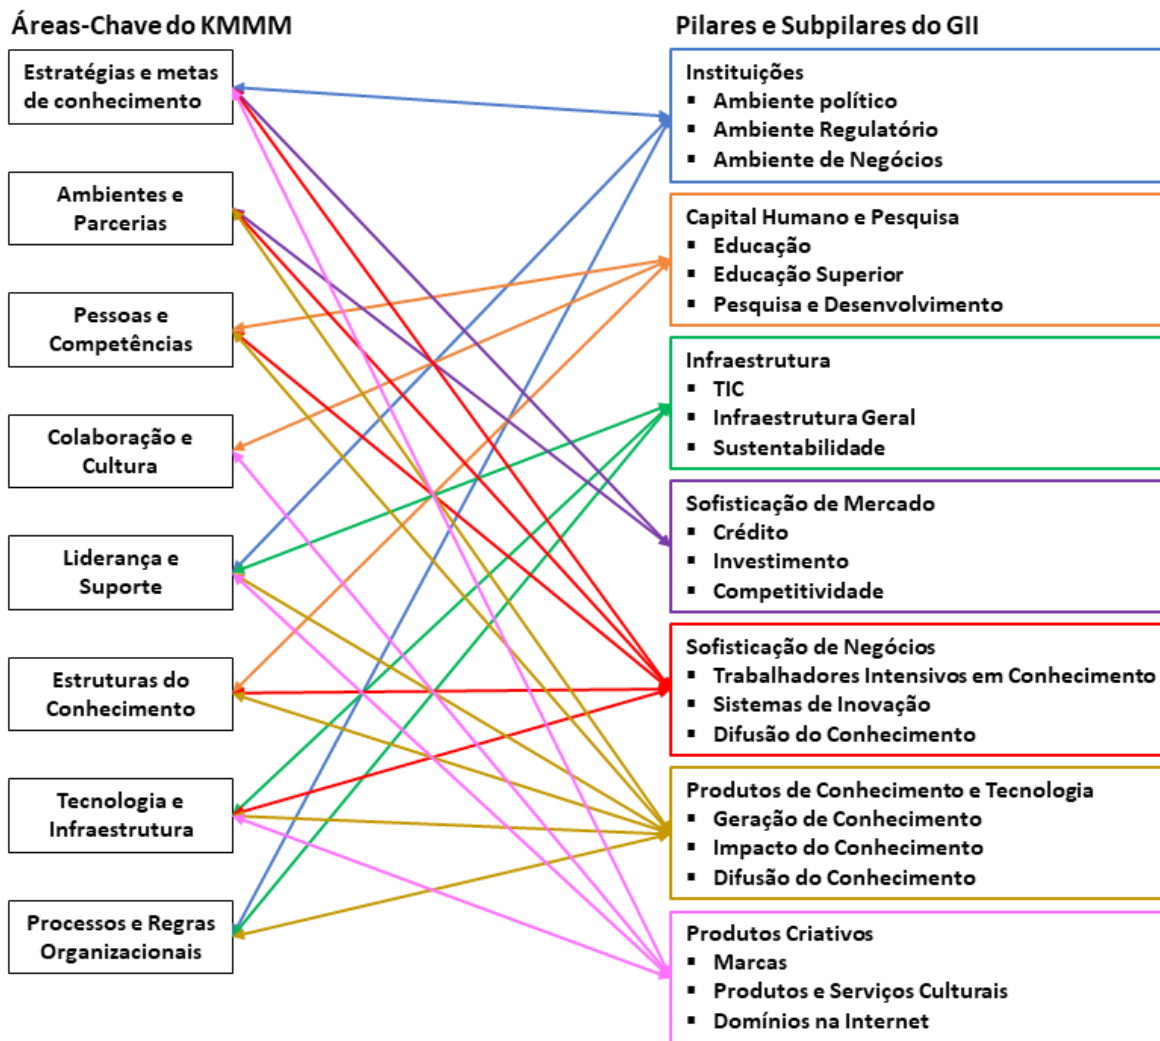 Áreas-Chave do KMMM
Estratégias e metas
de conhecimento
Ambientes e
Parcerias
Pessoas e
Competências
Colaboração e
Cultura
Liderança e
Suporte
Estruturas do
Conhecimento
Tecnologia e
Infraestrutura
Processos e Regras
Organizacionais
Pilares e Subpilares do GII
Instituições
▪ Ambiente político
▪ Ambiente Regulatório
▪ Ambiente de Negócios
Capital Humano e Pesquisa
▪ Educação
▪ Educação Superior
▪ Pesquisa e Desenvolvimento
Infraestrutura
▪ TIC
▪ Infraestrutura Geral
▪ Sustentabilidade
Sofisticação de Mercado
▪ Crédito
▪ Investimento
▪ Competitividade
Sofisticação de Negócios
▪ Trabalhadores Intensivos em Conhecimento
▪ Sistemas de Inovação
▪ Difusão do Conhecimento
Produtos de Conhecimento e Tecnologia
▪ Geração de Conhecimento
▪ Impacto do Conhecimento
▪ Difusão do Conhecimento
Produtos Criativos
▪ Marcas
▪ Produtos e Serviços Culturais
▪ Domínios na Internet